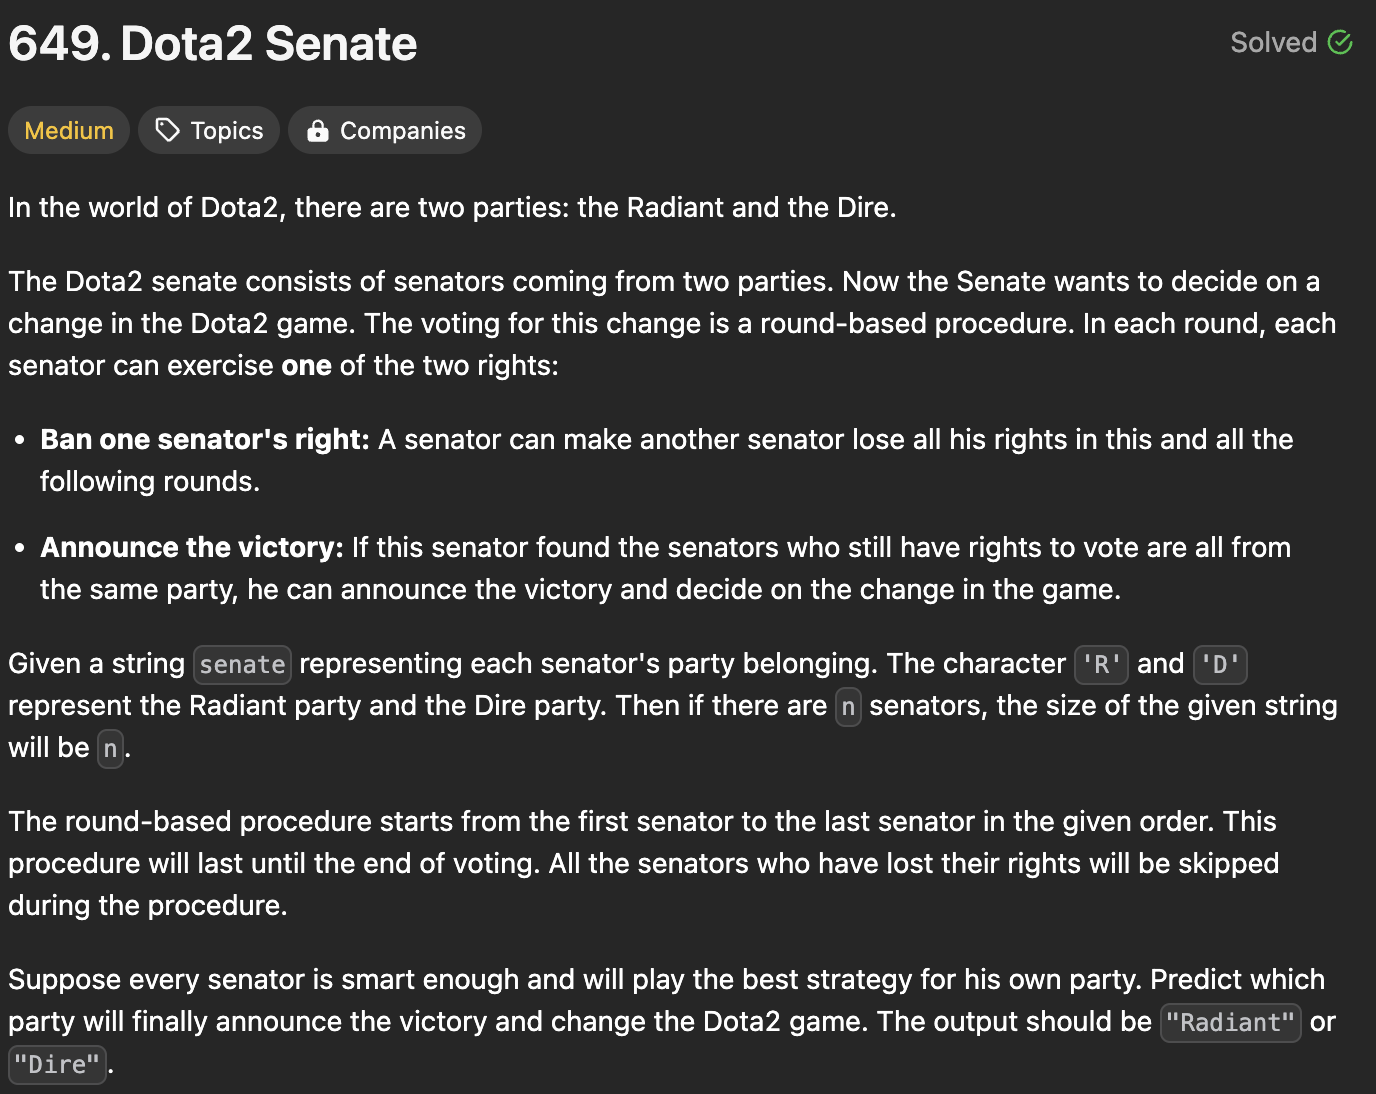 649. Dota2 Senate
Solved
Medium
Topics
Companies
In the world of Dota2, there are two parties: the Radiant and the Dire.
The Dota2 senate consists of senators coming from two parties. Now the Senate wants to decide on a
change in the Dota2 game. The voting for this change is a round-based procedure. In each round, each
senator can exercise one of the two rights:
• Ban one senator's right: A senator can make another senator lose all his rights in this and all the
following rounds.
• Announce the victory: If this senator found the senators who still have rights to vote are all from
the same party, he can announce the victory and decide on the change in the game.
Given a string senate representing each senator's party belonging. The character 'R' and 'D'
represent the Radiant party and the Dire party. Then if there are n senators, the size of the given string
will be n.
The round-based procedure starts from the first senator to the last senator in the given order. This
procedure will last until the end of voting. All the senators who have lost their rights will be skipped
during the procedure.
Suppose every senator is smart enough and will play the best strategy for his own party. Predict which
party will finally announce the victory and change the Dota2 game. The output should be "Radiant" or
"Dire".